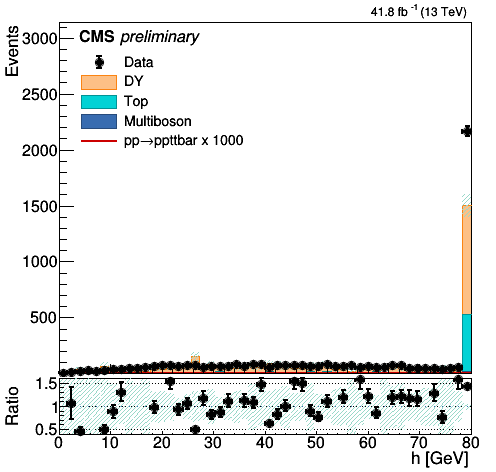 41.8 fb⁻¹ (13 TeV)
Events
CMS preliminary
Data
DY
Top
Multiboson
pp→ppttbar x 1000
3000
2500
2000
1500
1000
500
Ratio
1.5
1
0.5
0 10 20 30 40 50 60 70 80
h [GeV]